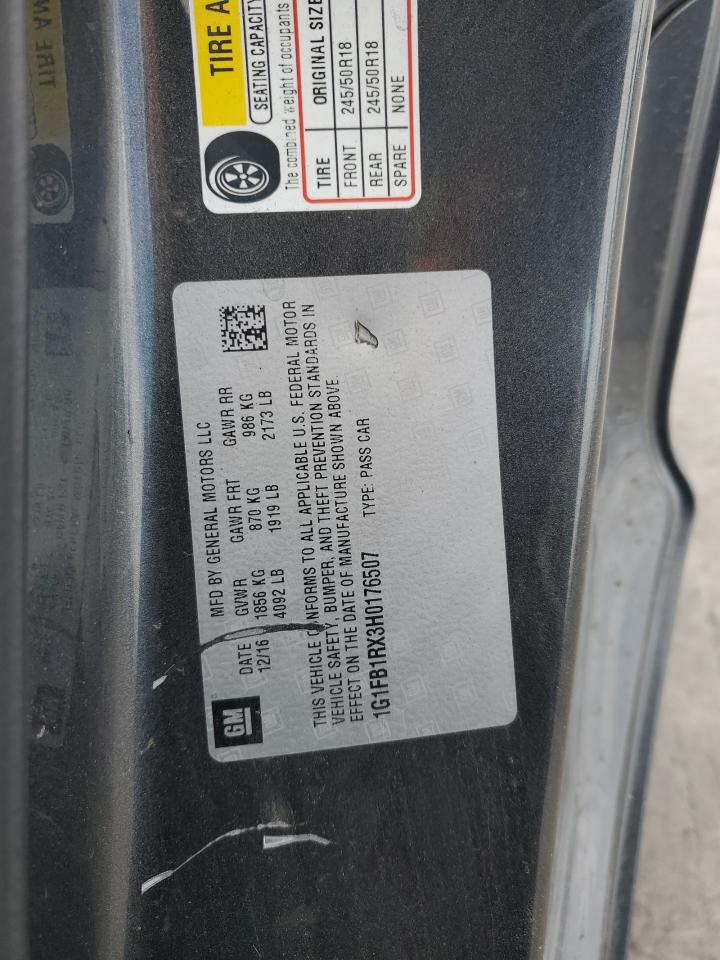 TIRE A
SEATING CAPACITY
The combined weight of occupants
TIRE ORIGINAL SIZE
FRONT 245/50R18
REAR 245/50R18
SPARE NONE
GM
MFD BY GENERAL MOTORS LLC
DATE GVWR GAWR FRT GAWR RR
12/16 1856 KG 870 KG 986 KG
4092 LB 1919 LB 2173 LB
THIS VEHICLE C NFORMS TO ALL APPLICABLE U.S. FEDERAL MOTOR
VEHICLE SAFETY, BUMPER, AND THEFT PREVENTION STANDARDS IN
EFFECT ON THE DATE OF MANUFACTURE SHOWN ABOVE.
1G1FB1RX3H0176507 TYPE: PASS CAR
TIRE AW